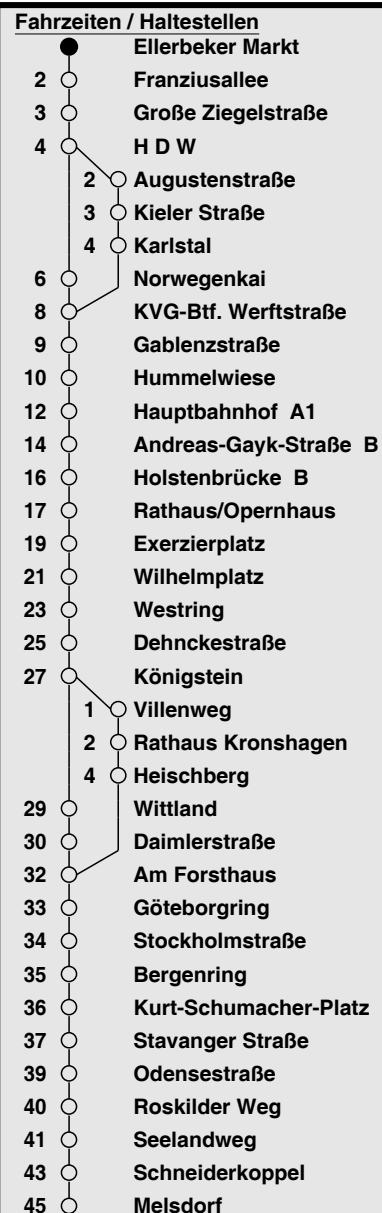 Fahrzeiten / Haltestellen
Ellerbeker Markt
2 Franziusallee
3 Große Ziegelstraße
4 H D W
2 Augustenstraße
3 Kieler Straße
4 Karlstal
6 Norwegenkai
8 KVG-Btf. Werftstraße
9 Gablenzstraße
10 Hummelwiese
12 Hauptbahnhof A1
14 Andreas-Gayk-Straße B
16 Holstenbrücke B
17 Rathaus/Opernhaus
19 Exerzierplatz
21 Wilhelmplatz
23 Westring
25 Dehnckestraße
27 Königstein
1 Villenweg
2 Rathaus Kronshagen
4 Heischberg
29 Wittland
30 Daimlerstraße
32 Am Forsthaus
33 Göteborgring
34 Stockholmstraße
35 Bergenring
36 Kurt-Schumacher-Platz
37 Stavanger Straße
39 Odensestraße
40 Roskilder Weg
41 Seelandweg
43 Schneiderkoppel
45 Melsdorf